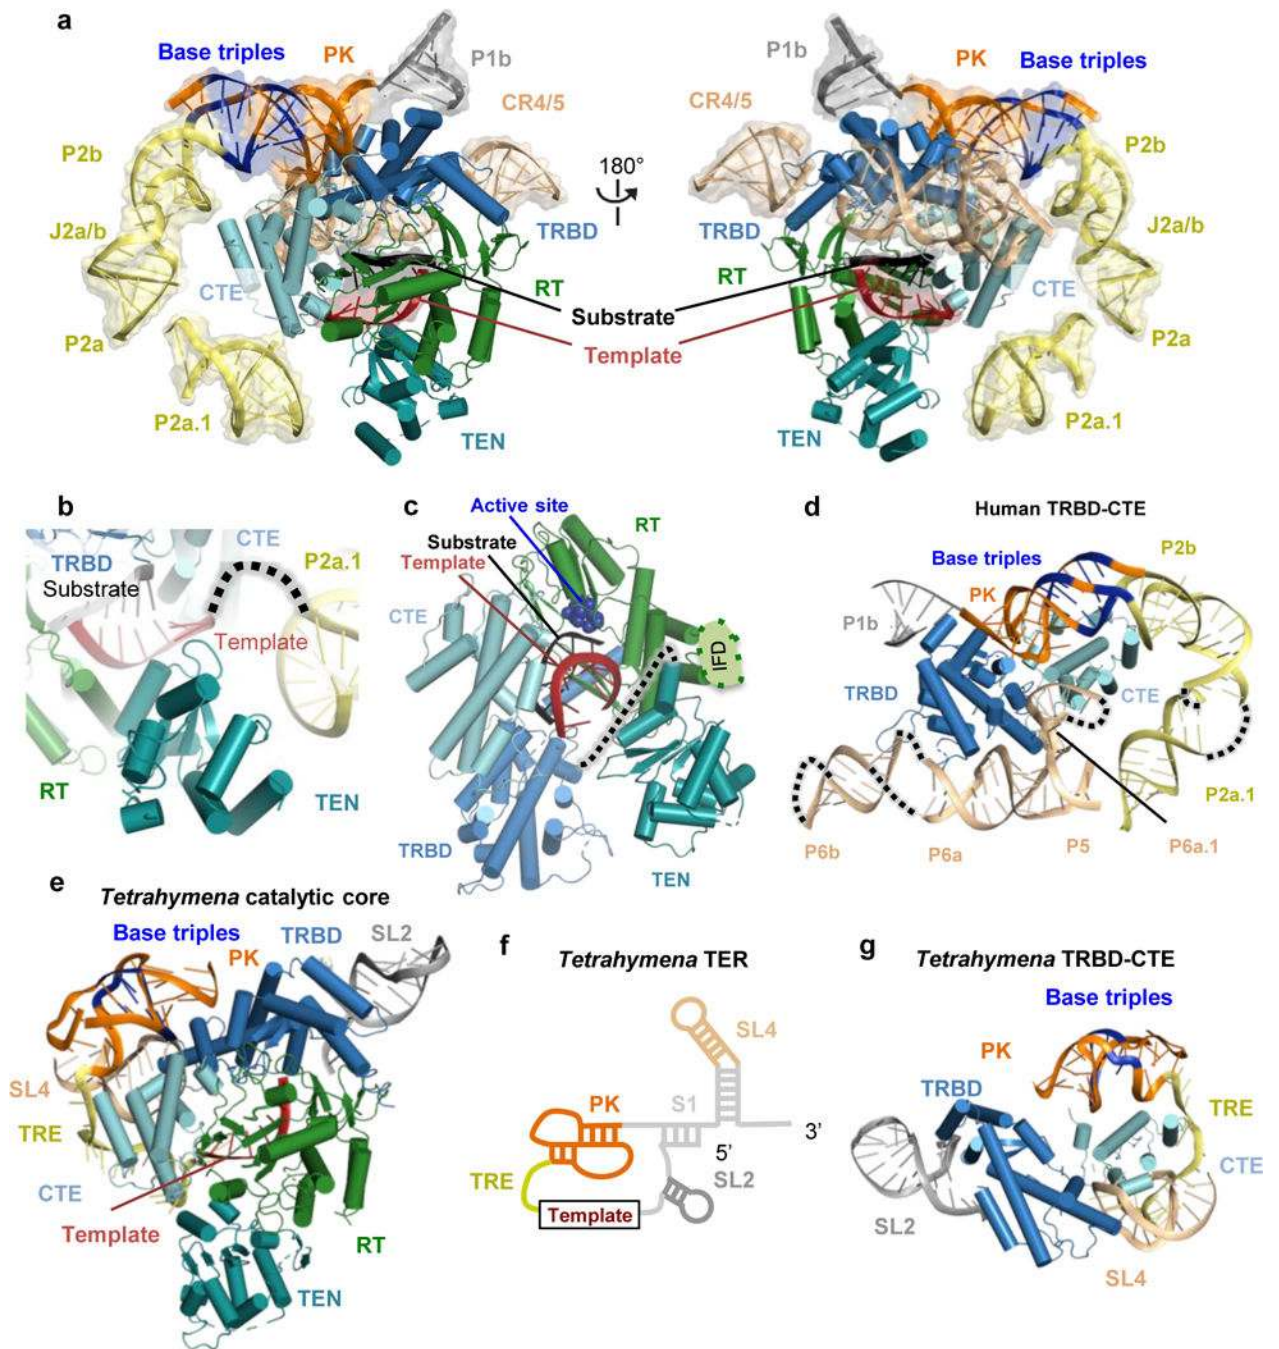 a
Base triples
PK
P1b
CR4/5
P2b
J2a/b
CTE
P2a
P2a.1
TEN
TRBD
RT
180°
Substrate
Template
P1b
PK
Base triples
CR4/5
P2b
J2a/b
TRBD
RT
CTE
P2a
P2a.1
TEN
b
CTE
TRBD
P2a.1
Substrate
Template
RT
TEN
c
Active site
RT
Substrate
Template
CTE
IFD
TRBD
TEN
d
Human TRBD-CTE
P2b
Base triples
PK
P1b
TRBD
CTE
P2a.1
P6b
P6a
P5
P6a.1
e
Tetrahymena catalytic core
Base triples
TRBD
SL2
PK
SL4
TRE
CTE
Template
RT
TEN
f
Tetrahymena TER
SL4
PK
S1
3'
5'
TRE
SL2
Template
g
Tetrahymena TRBD-CTE
Base triples
PK
TRBD
TRE
CTE
SL2
SL4